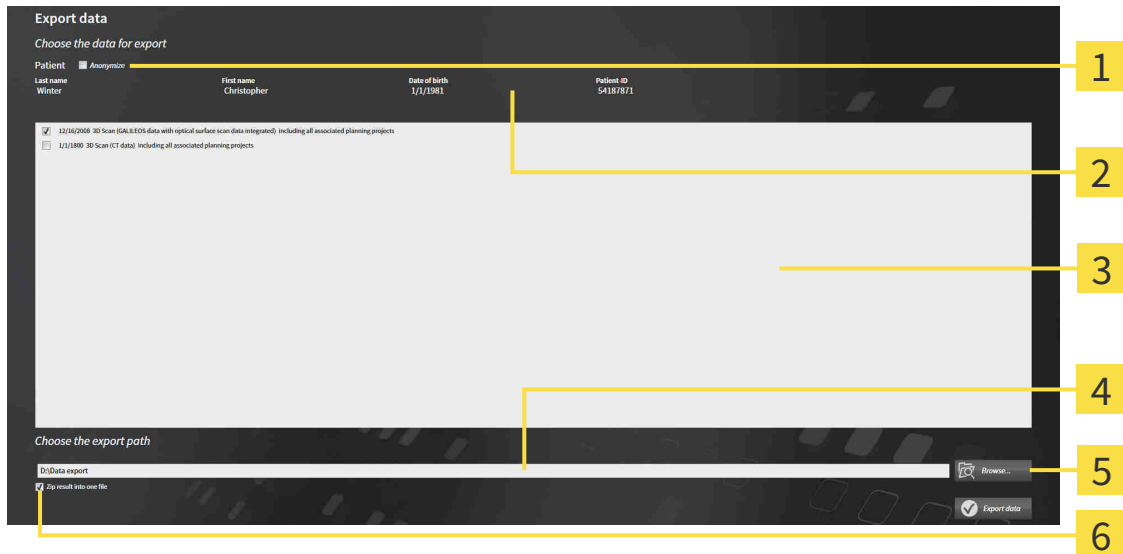 Export data
Choose the data for export
Patient Anonymize
1
Last name First name Date of birth Patient-ID
Winter Christopher 1/1/1981 54187871
12/16/2008 3D Scan (GALILEOS data with optical surface scan data integrated) including all associated planning projects
1/1/1800 3D Scan (CT data) including all associated planning projects
2
3
4
Choose the export path
D:\Data export
Browse...
5
Zip result into one file
Export data
6